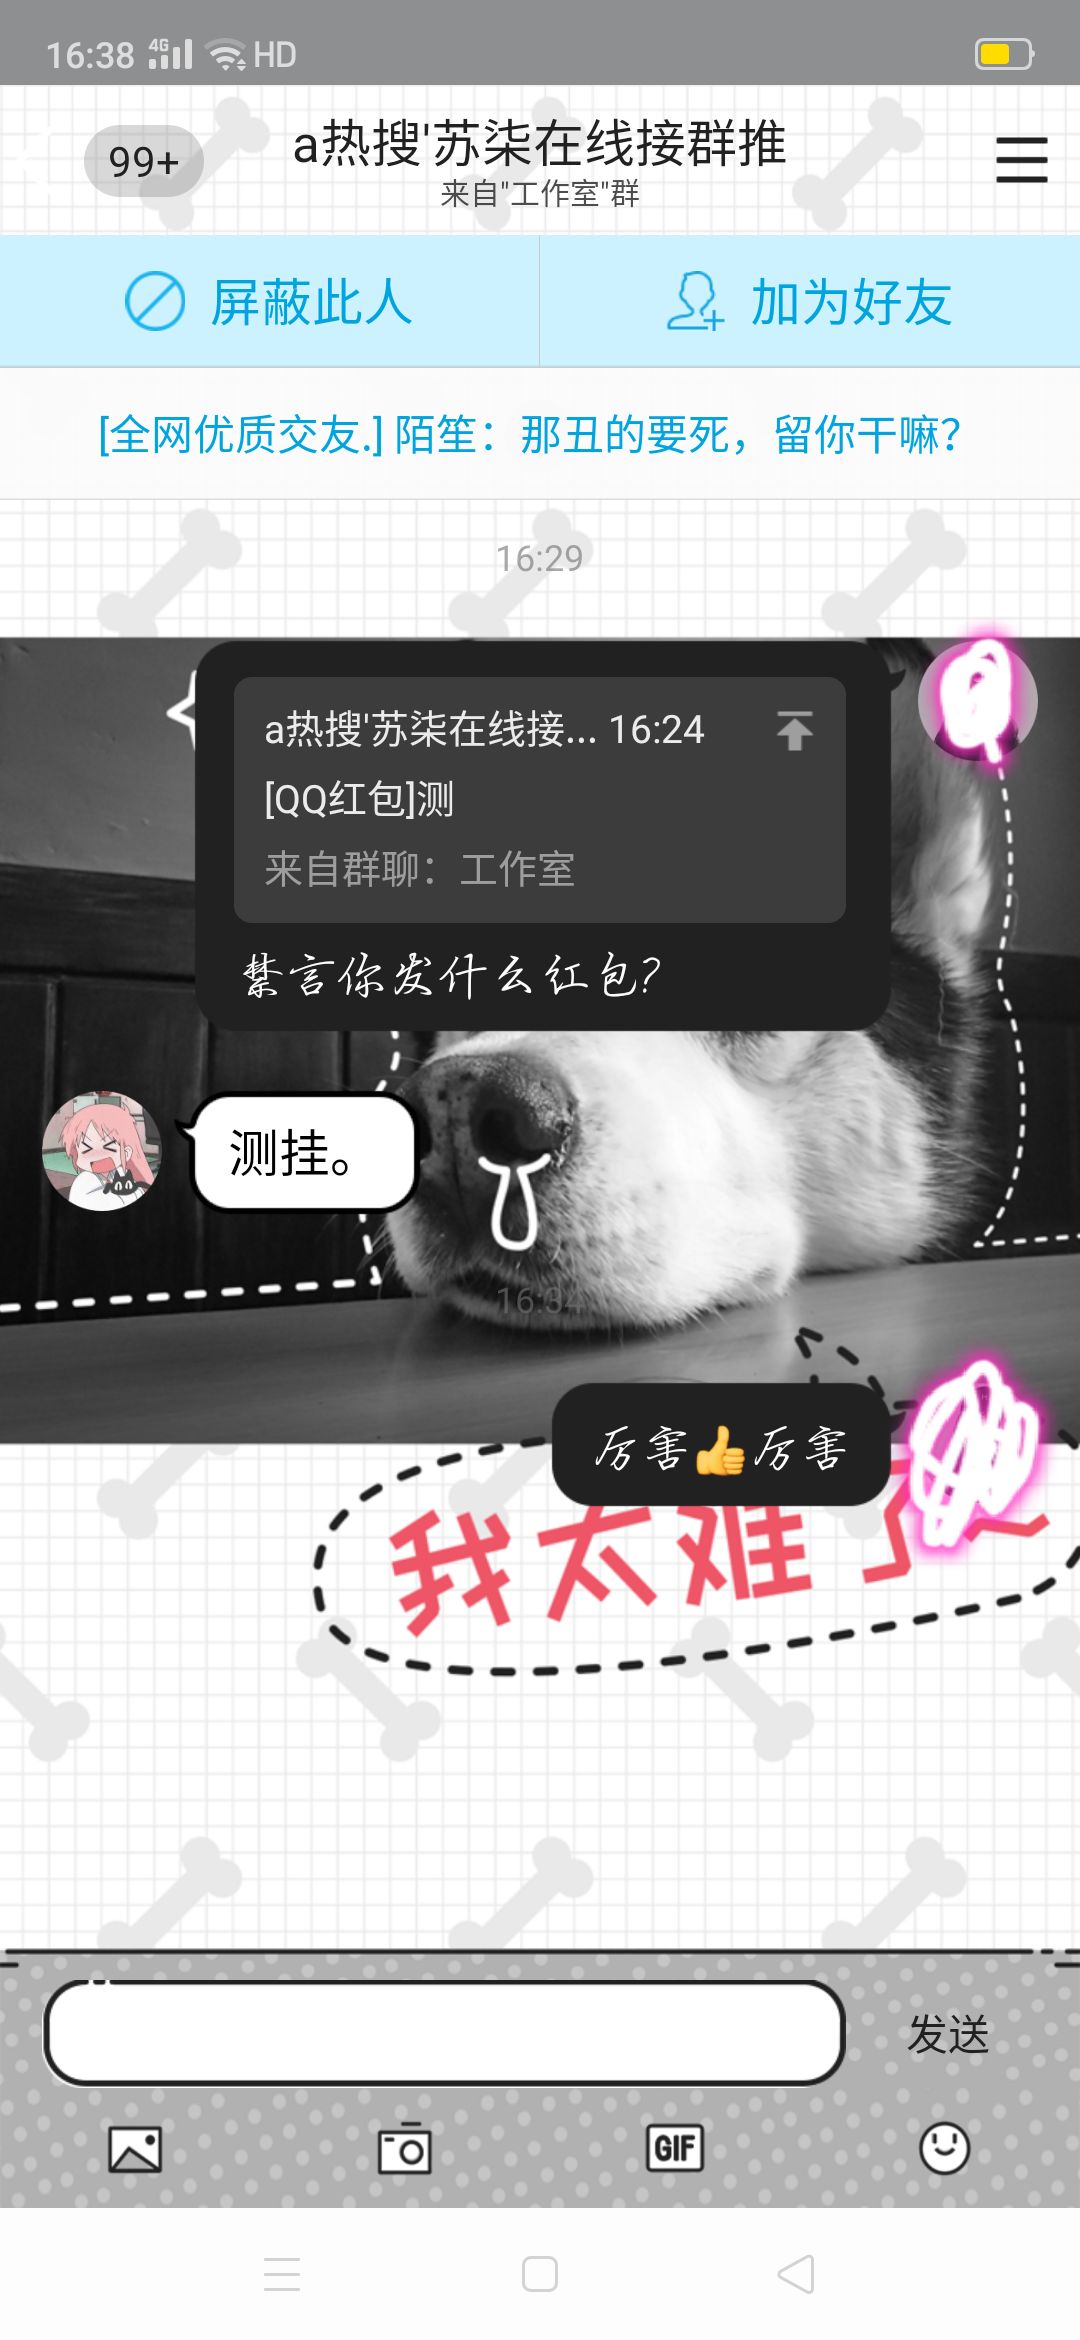 16:38 4G HD
99+
a热搜'苏柒在线接群推
来自"工作室"群
屏蔽此人
加为好友
[全网优质交友.] 陌笙：那丑的要死，留你干嘛？
16:29
a热搜'苏柒在线接... 16:24
[QQ红包]测
来自群聊：工作室
禁言你发什么红包？
测挂。
16:34
厉害👍厉害
我太难了～
发送
GIF